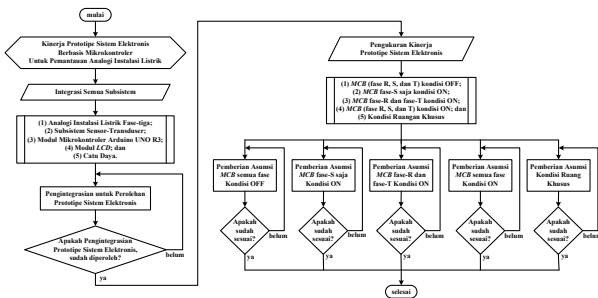 mulai
Kinerja Prototipe Sistem Elektronis
Berbasis Mikrokontroler
Untuk Pemantauan Analogi Instalasi Listrik
Integrasi Semua Subsistem
(1) Analogi Instalasi Listrik Fase-tiga;
(2) Subsistem Sensor-Transduser;
(3) Modul Mikrokontroler Arduino UNO R3;
(4) Modul LCD; dan
(5) Catu Daya.
Pengintegrasian untuk Perolehan
Prototipe Sistem Elektronis
Apakah Pengintegrasian
Prototipe Sistem Elektronis,
sudah diperoleh?
belum
ya
Pengukuran Kinerja
Prototipe Sistem Elektronis
(1) MCB (fase R, S, dan T) kondisi OFF;
(2) MCB fase-S saja kondisi ON;
(3) MCB fase-R dan fase-T kondisi ON;
(4) MCB (fase R, S, dan T) kondisi ON; dan
(5) Kondisi Ruangan Khusus
Pemberian Asumsi
MCB semua fase
Kondisi OFF
Apakah
sudah
sesuai?
belum
ya
Pemberian Asumsi
MCB fase-S saja
Kondisi ON
Apakah
sudah
sesuai?
belum
ya
Pemberian Asumsi
MCB fase-R dan
fase-T Kondisi ON
Apakah
sudah
sesuai?
belum
ya
Pemberian Asumsi
MCB semua fase
Kondisi ON
Apakah
sudah
sesuai?
belum
ya
Pemberian Asumsi
Kondisi Ruang
Khusus
Apakah
sudah
sesuai?
belum
ya
selesai